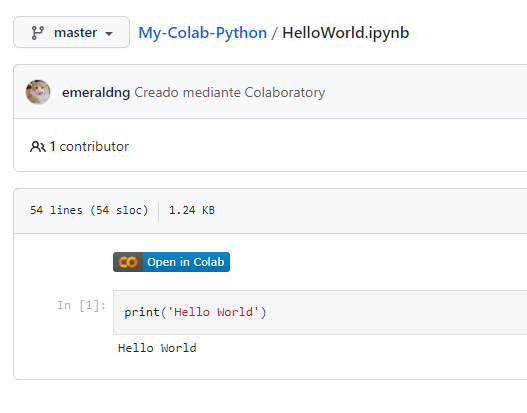 master My-Colab-Python / HelloWorld.ipynb
emeraldng Creado mediante Colaboratory
1 contributor
54 lines (54 sloc) 1.24 KB
CO Open in Colab
In [1]: print('Hello World')
Hello World